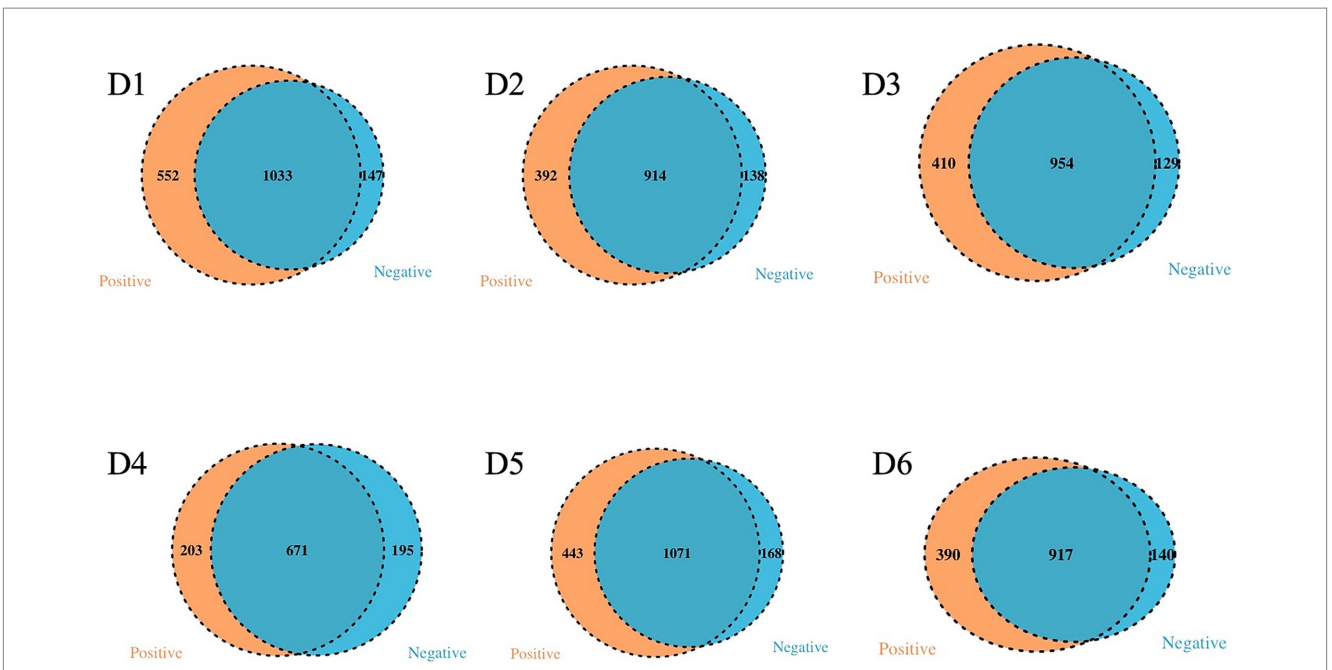 D1
552
1033
147
Positive
Negative
D2
392
914
138
Positive
Negative
D3
410
954
129
Positive
Negative
D4
203
671
195
Positive
Negative
D5
443
1071
168
Positive
Negative
D6
390
917
140
Positive
Negative